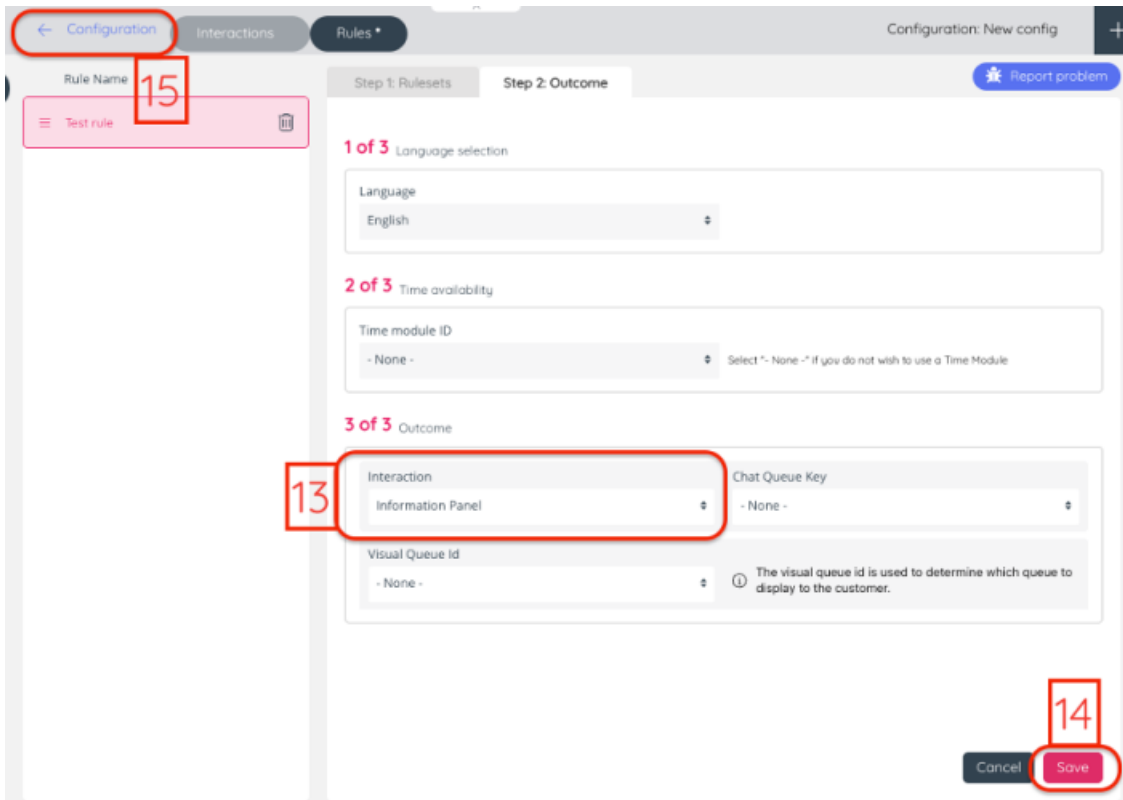 ← Configuration
Interactions
Rules *
Configuration: New config
+
Rule Name
15
Test rule
Step 1: Rulesets
Step 2: Outcome
Report problem
1 of 3 Language selection
Language
English
2 of 3 Time availability
Time module ID
- None -
Select "- None -" if you do not wish to use a Time Module
3 of 3 Outcome
13
Interaction
Information Panel
Chat Queue Key
- None -
Visual Queue Id
- None -
The visual queue id is used to determine which queue to
display to the customer.
14
Cancel
Save